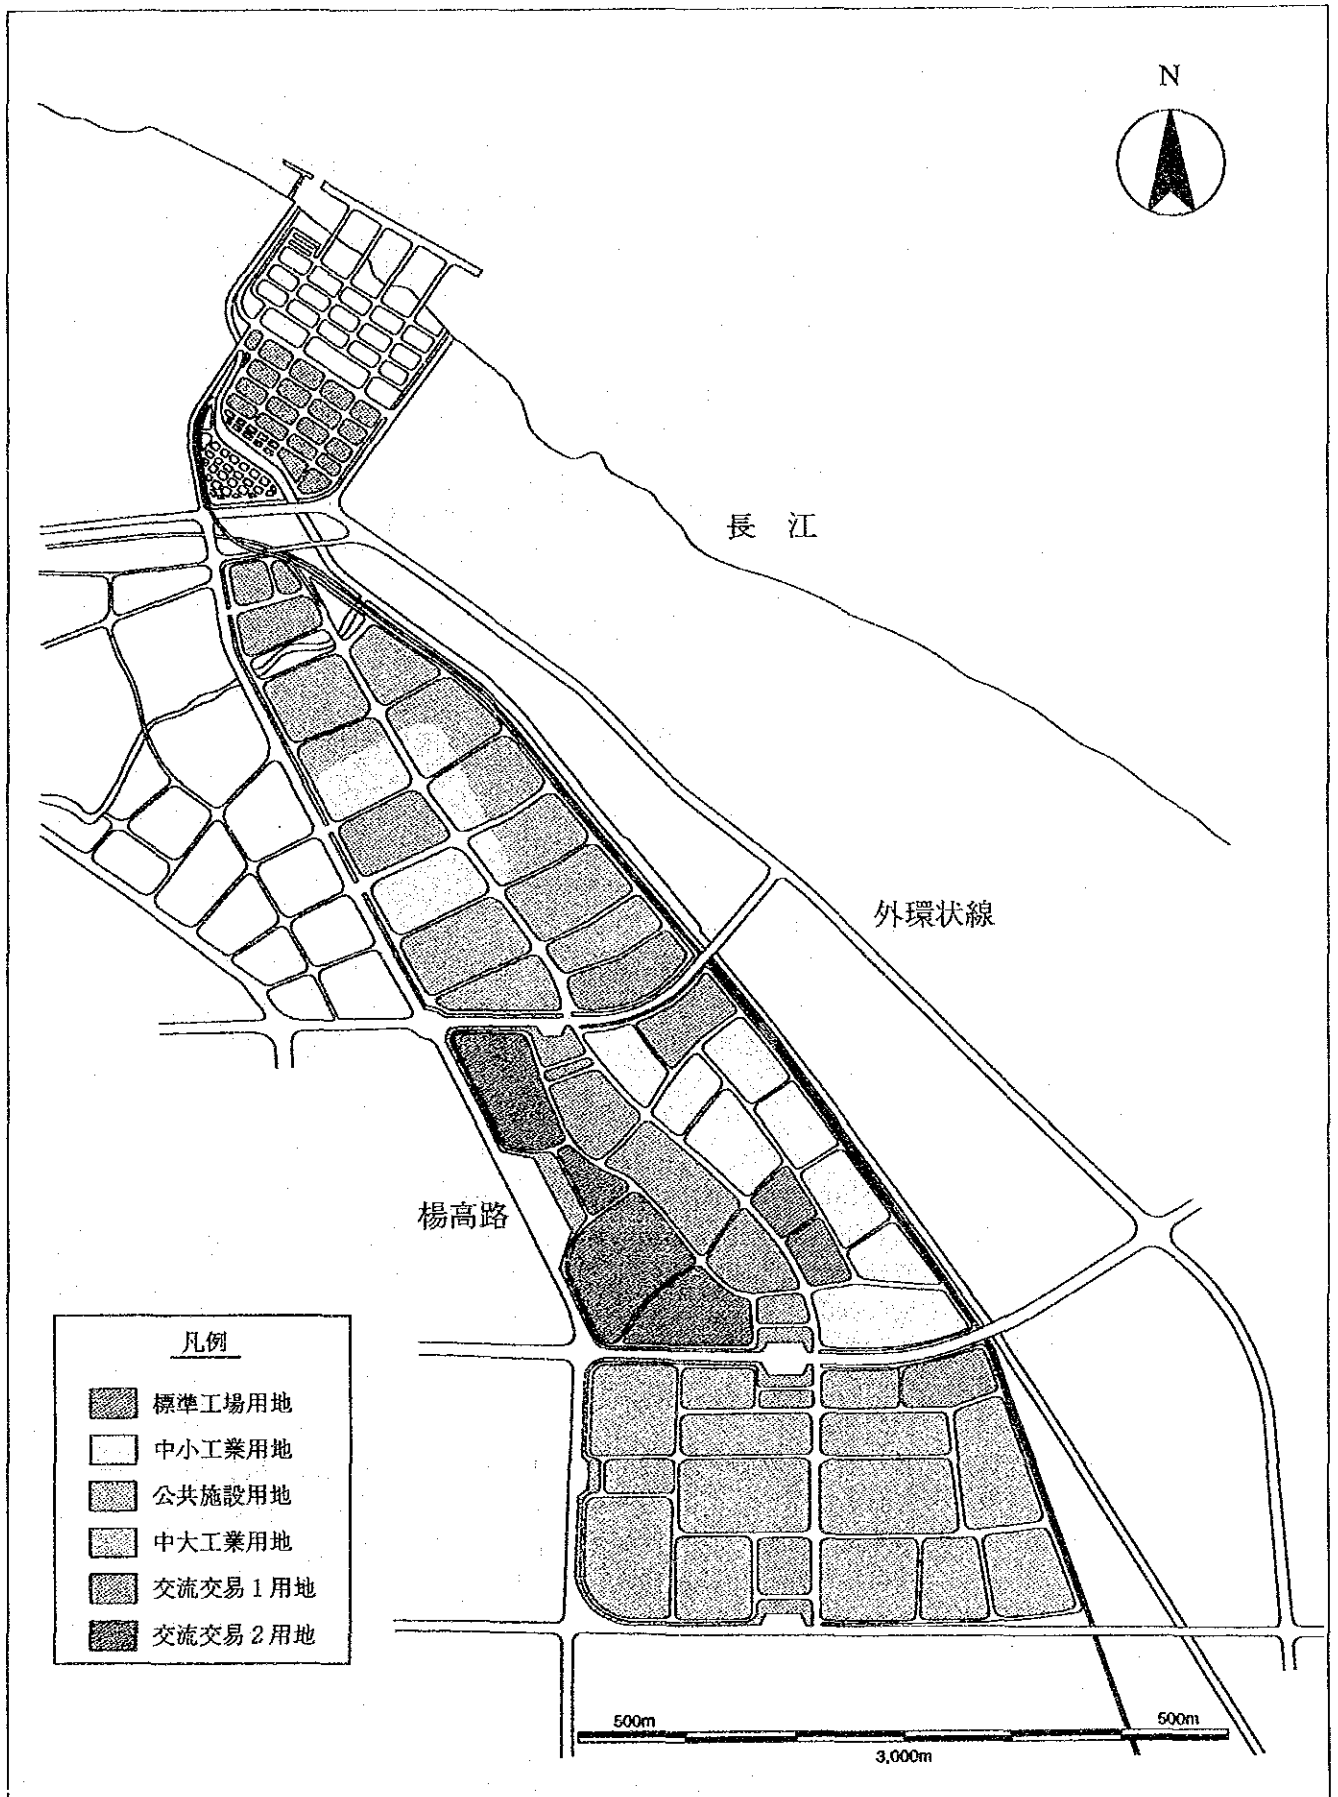 N
長 江
外環状線
楊高路
凡例
標準工場用地
中小工業用地
公共施設用地
中大工業用地
交流交易1用地
交流交易2用地
500m
500m
3,000m